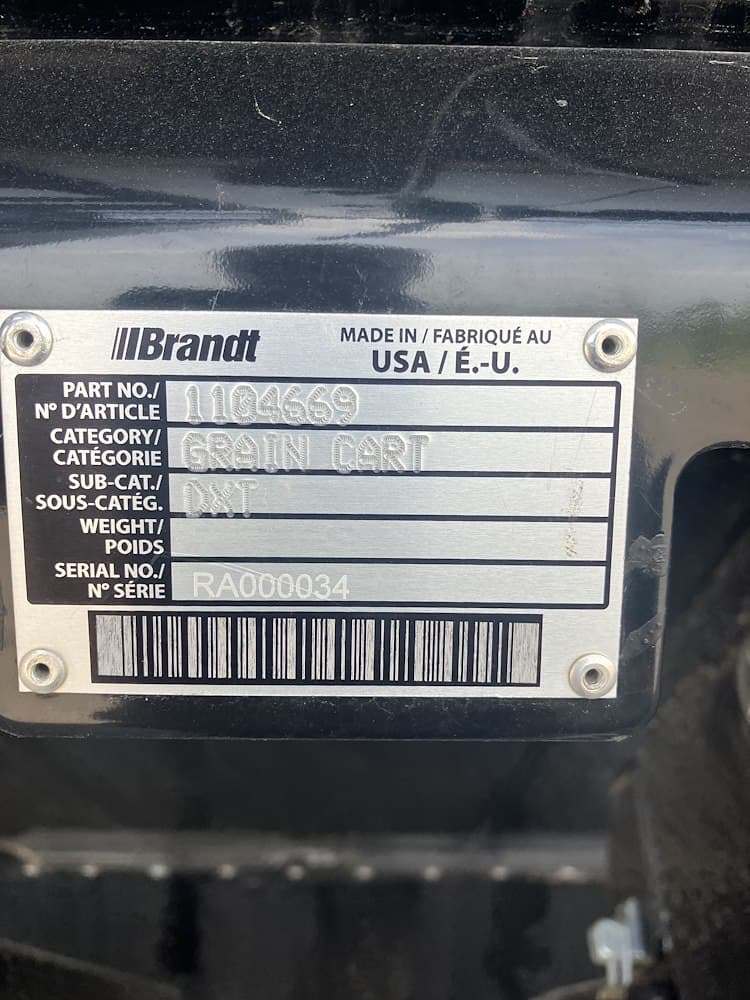 Brandt
MADE IN / FABRIQUÉ AU
USA / É.-U.
PART NO./
N° D'ARTICLE
1104669
CATEGORY/
CATÉGORIE
GRAIN CART
SUB-CAT./
SOUS-CATÉG.
DXT
WEIGHT/
POIDS
SERIAL NO./
N° SÉRIE
RA000034